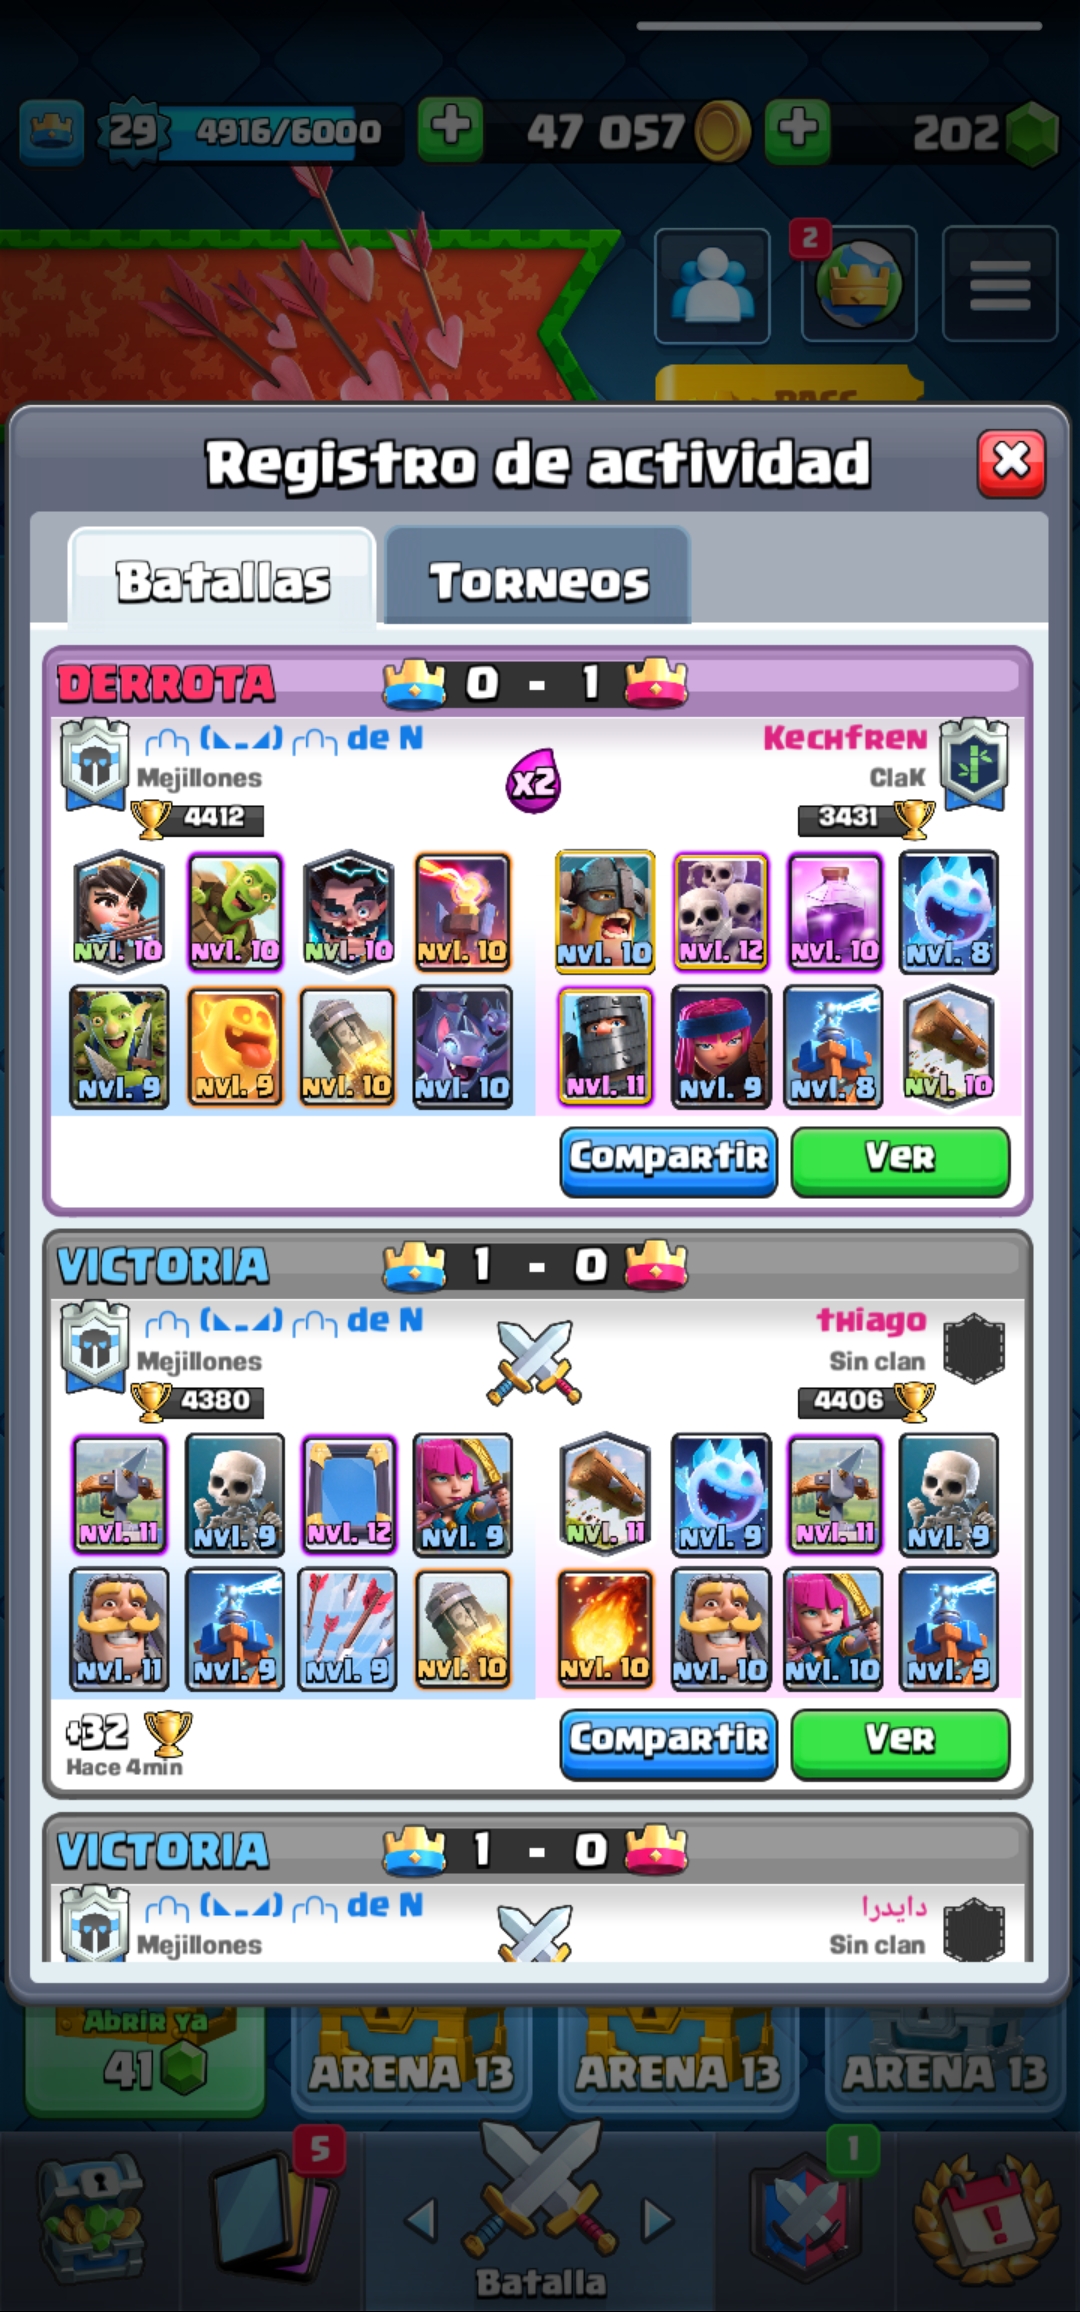 29 4916/6000 47 057 202
2
PASS
Registro de actividad
Batallas Torneos
DERROTA 0 - 1
╭∩╮(◣_◢)╭∩╮ de N Kechfren
Mejillones x2 ClaK
4412 3431
Nvl. 10 Nvl. 10 Nvl. 10 Nvl. 10 Nvl. 10 Nvl. 12 Nvl. 10 Nvl. 8
Nvl. 9 Nvl. 9 Nvl. 10 Nvl. 10 Nvl. 11 Nvl. 9 Nvl. 8 Nvl. 10
Compartir Ver
VICTORIA 1 - 0
╭∩╮(◣_◢)╭∩╮ de N tHiago
Mejillones Sin clan
4380 4406
Nvl. 11 Nvl. 9 Nvl. 12 Nvl. 9 Nvl. 11 Nvl. 9 Nvl. 11 Nvl. 9
Nvl. 11 Nvl. 9 Nvl. 9 Nvl. 10 Nvl. 10 Nvl. 10 Nvl. 10 Nvl. 9
+32
Hace 4min
Compartir Ver
VICTORIA 1 - 0
╭∩╮(◣_◢)╭∩╮ de N دايدرا
Mejillones Sin clan
Abrir ya
41 ARENA 13 ARENA 13 ARENA 13
5 1
Batalla